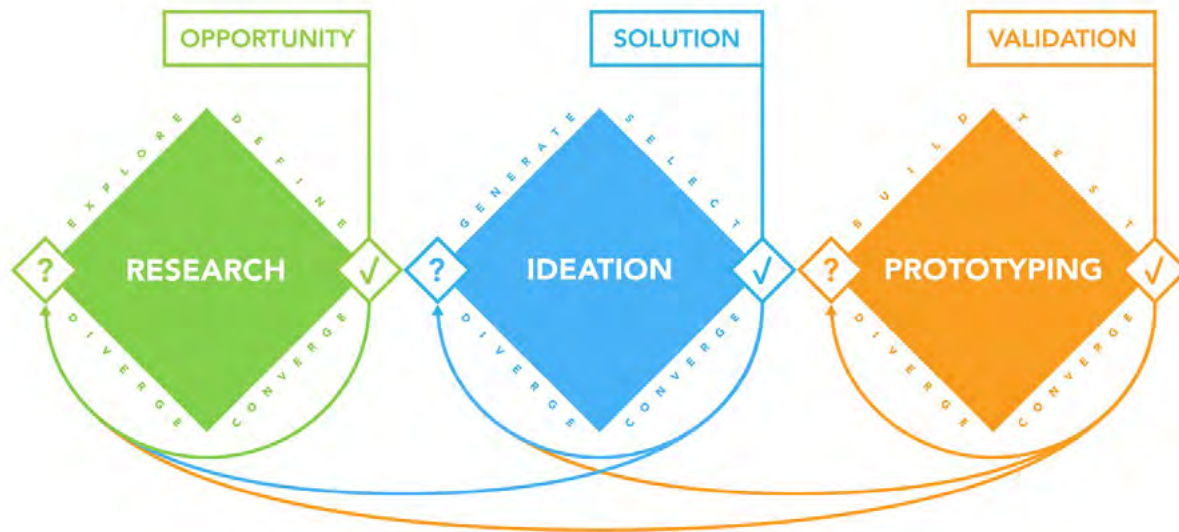 OPPORTUNITY
SOLUTION
VALIDATION
EXPLORE
DEFINE
GENERATE
SELECT
BUILD
TEST
?
RESEARCH
✓
?
IDEATION
✓
?
PROTOTYPING
✓
DIVERGE
CONVERGE
DIVERGE
CONVERGE
DIVERGE
CONVERGE